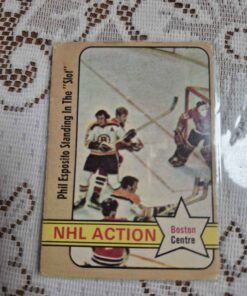 Phil Esposito Standing In The "Slot"
NHL ACTION
Boston
Centre